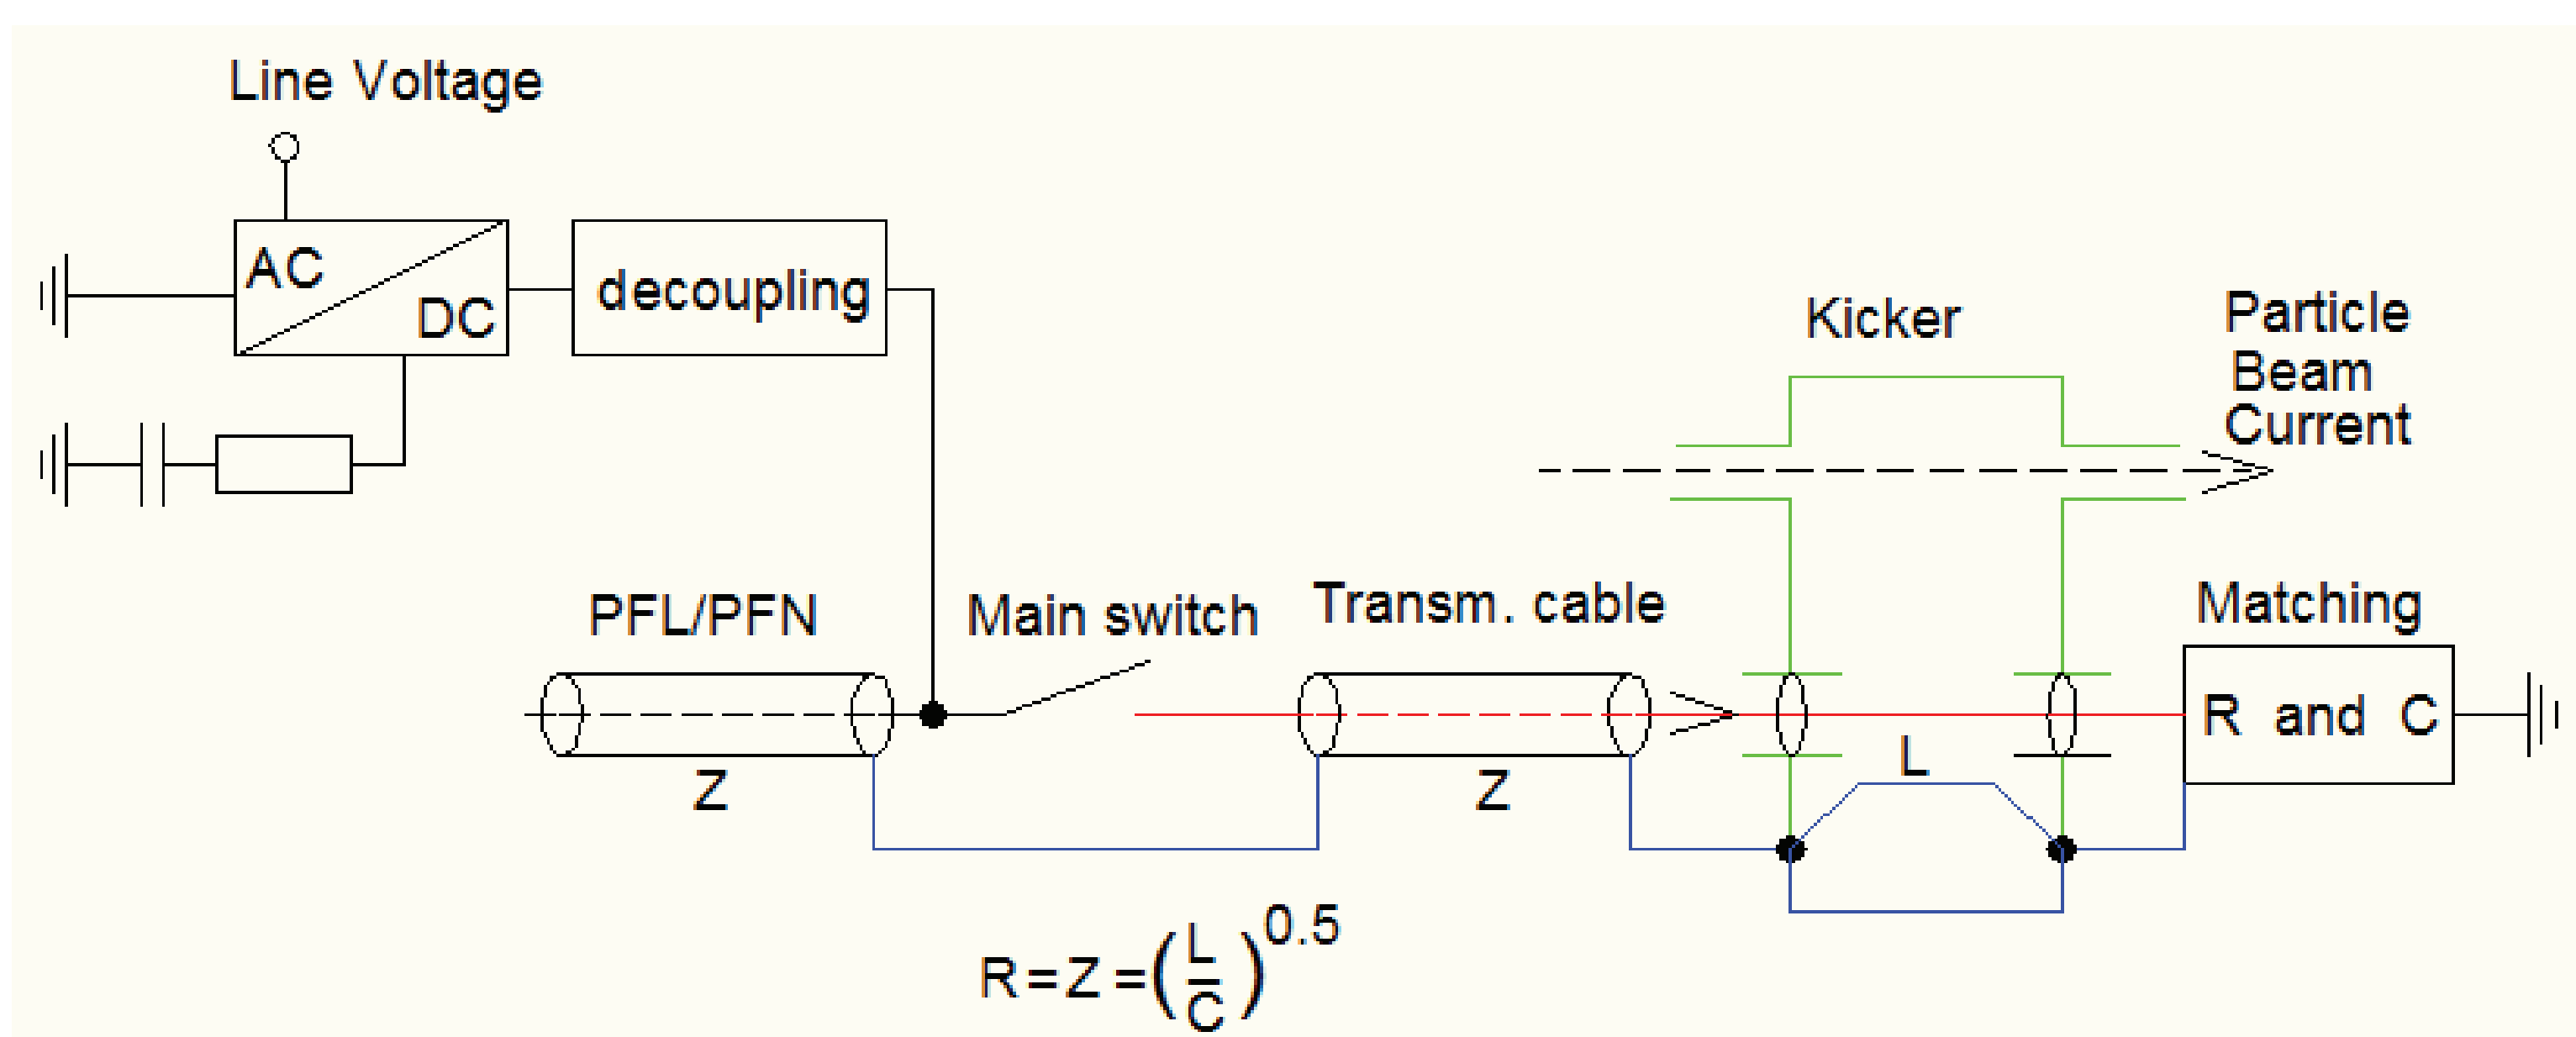 Line Voltage
AC
DC
decoupling
Kicker
Particle
Beam
Current
PFL/PFN
Main switch
Transm. cable
Matching
R and C
Z
Z
L
R=Z=(L/C)^0.5